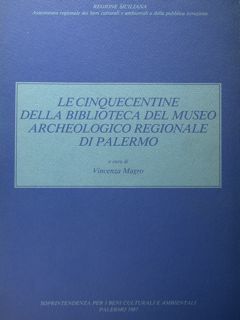 REGIONE SICILIANA
Assessorato regionale dei beni culturali e ambientali e della pubblica istruzione
LE CINQUECENTINE
DELLA BIBLIOTECA DEL MUSEO
ARCHEOLOGICO REGIONALE
DI PALERMO
a cura di
Vincenza Magro
SOPRINTENDENZA PER I BENI CULTURALI E AMBIENTALI
PALERMO